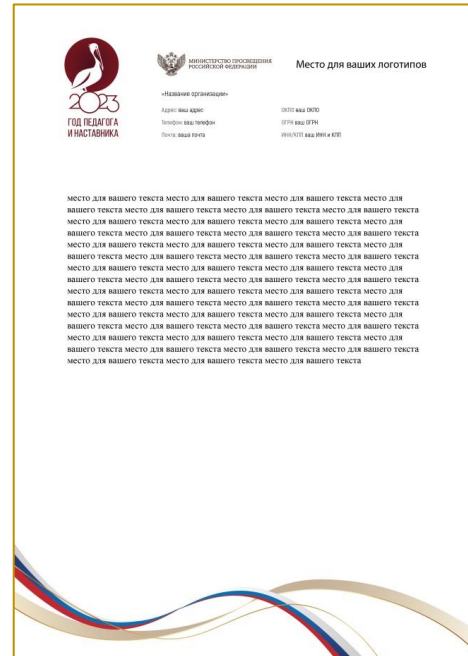 2023
ГОД ПЕДАГОГА
И НАСТАВНИКА
МИНИСТЕРСТВО ПРОСВЕЩЕНИЯ
РОССИЙСКОЙ ФЕДЕРАЦИИ
Место для ваших логотипов
«Название организации»
Адрес: ваш адрес
Телефон: ваш телефон
Почта: ваша почта
ОКПО ваш ОКПО
ОГРН ваш ОГРН
ИНН/КПП ваш ИНН и КПП
место для вашего текста место для вашего текста место для вашего текста место для
вашего текста место для вашего текста место для вашего текста место для вашего текста
место для вашего текста место для вашего текста место для вашего текста место для
вашего текста место для вашего текста место для вашего текста место для вашего текста
место для вашего текста место для вашего текста место для вашего текста место для
вашего текста место для вашего текста место для вашего текста место для вашего текста
место для вашего текста место для вашего текста место для вашего текста место для
вашего текста место для вашего текста место для вашего текста место для вашего текста
место для вашего текста место для вашего текста место для вашего текста место для
вашего текста место для вашего текста место для вашего текста место для вашего текста
место для вашего текста место для вашего текста место для вашего текста место для
вашего текста место для вашего текста место для вашего текста место для вашего текста
место для вашего текста место для вашего текста место для вашего текста место для
вашего текста место для вашего текста место для вашего текста место для вашего текста
место для вашего текста место для вашего текста место для вашего текста